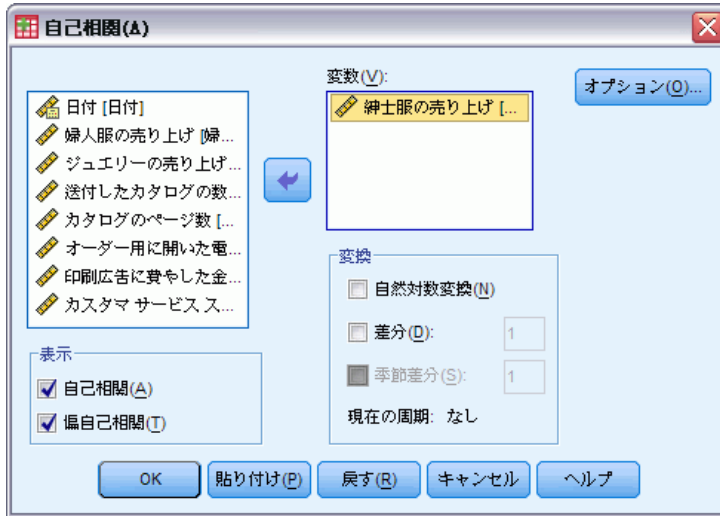 自己相関(A)
変数(V):
オプション(O)...
日付 [日付]
婦人服の売り上げ [婦...
ジュエリーの売り上げ...
送付したカタログの数...
カタログのページ数 [...
オーダー用に開いた電...
印刷広告に費やした金...
カスタマ サービス ス...
紳士服の売り上げ [...
表示
自己相関(A)
偏自己相関(T)
変換
自然対数変換(N)
差分(D): 1
季節差分(S): 1
現在の周期: なし
OK 貼り付け(P) 戻す(R) キャンセル ヘルプ